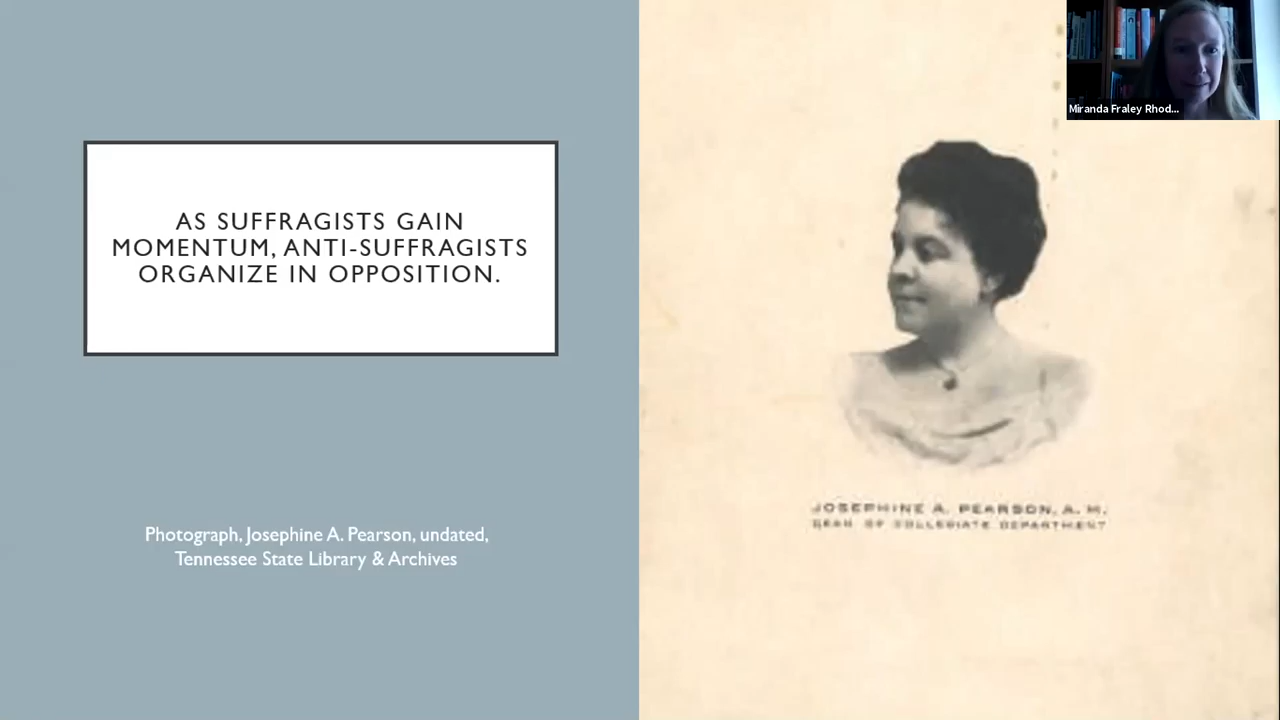 AS SUFFRAGISTS GAIN
MOMENTUM, ANTI-SUFFRAGISTS
ORGANIZE IN OPPOSITION.
Photograph, Josephine A. Pearson, undated,
Tennessee State Library & Archives
JOSEPHINE A. PEARSON, A. M.
DEAN OF COLLEGIATE DEPARTMENT
Miranda Fraley Rhod...